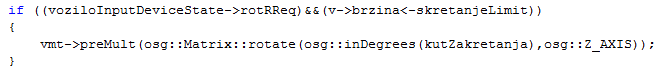 if ((voziloInputDeviceState->rotRReq)&&(v->brzina<-skretanjeLimit))
{
vmt->preMult(osg::Matrix::rotate(osg::inDegrees(kutZakretanja),osg::Z_AXIS));
}